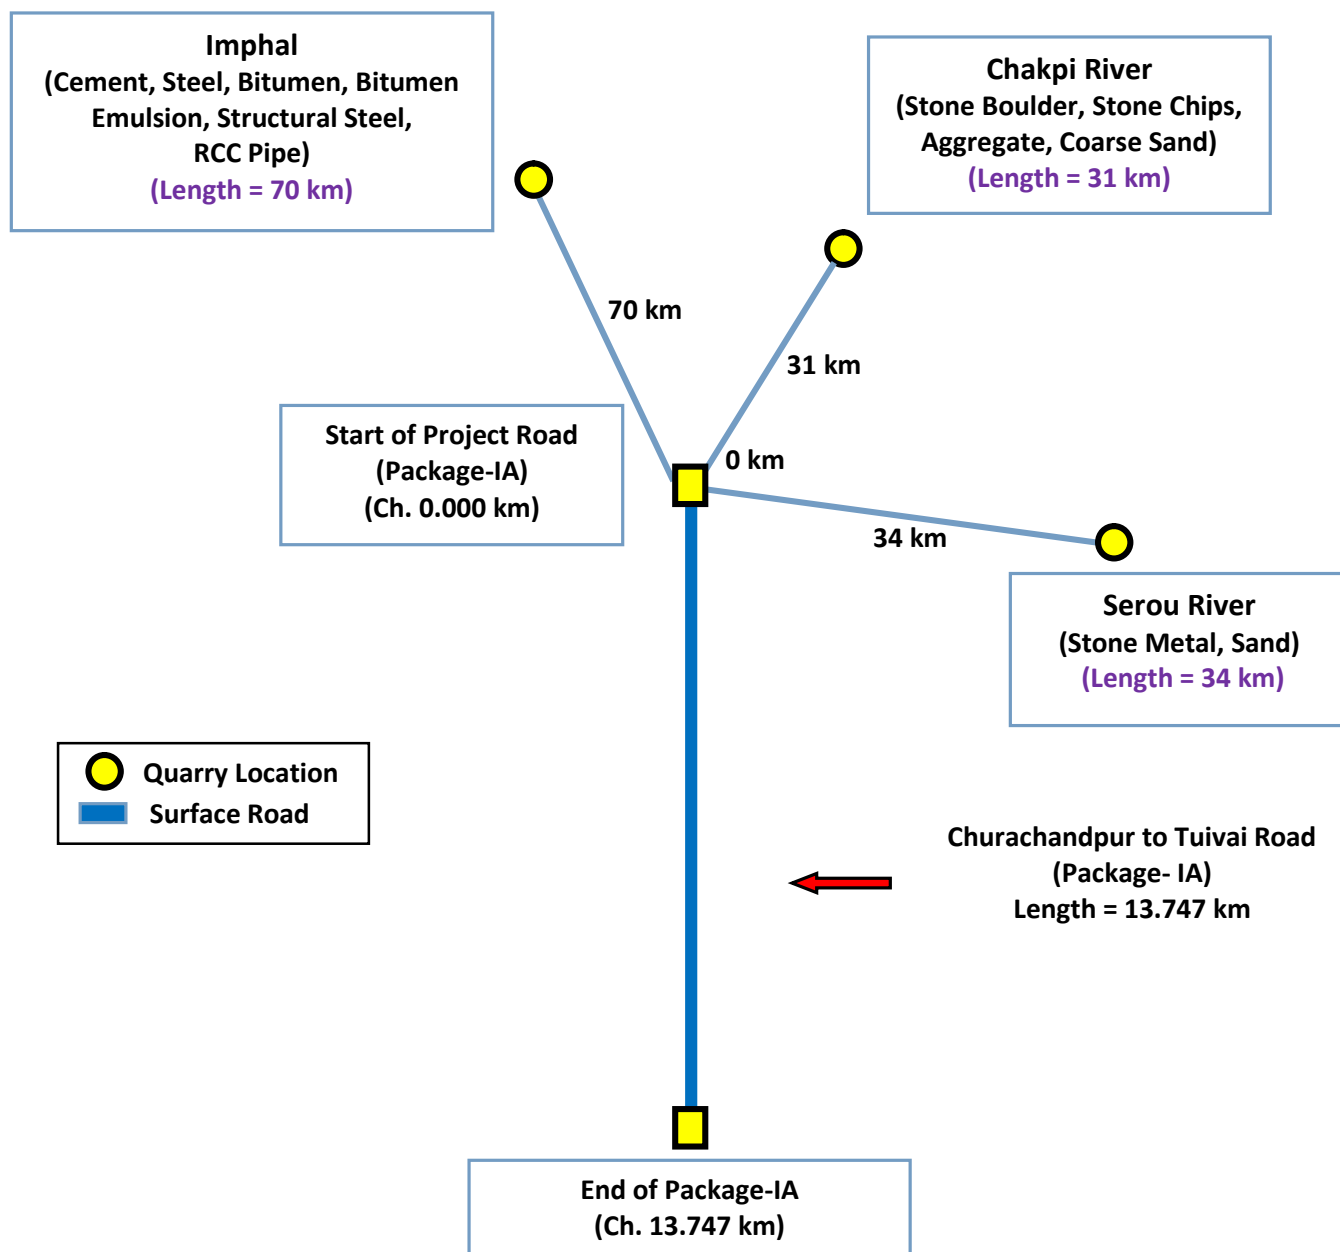 Imphal
(Cement, Steel, Bitumen, Bitumen
Emulsion, Structural Steel,
RCC Pipe)
(Length = 70 km)
Chakpi River
(Stone Boulder, Stone Chips,
Aggregate, Coarse Sand)
(Length = 31 km)
70 km
31 km
Start of Project Road
(Package-IA)
(Ch. 0.000 km)
0 km
34 km
Serou River
(Stone Metal, Sand)
(Length = 34 km)
Quarry Location
Surface Road
Churachandpur to Tuivai Road
(Package- IA)
Length = 13.747 km
End of Package-IA
(Ch. 13.747 km)